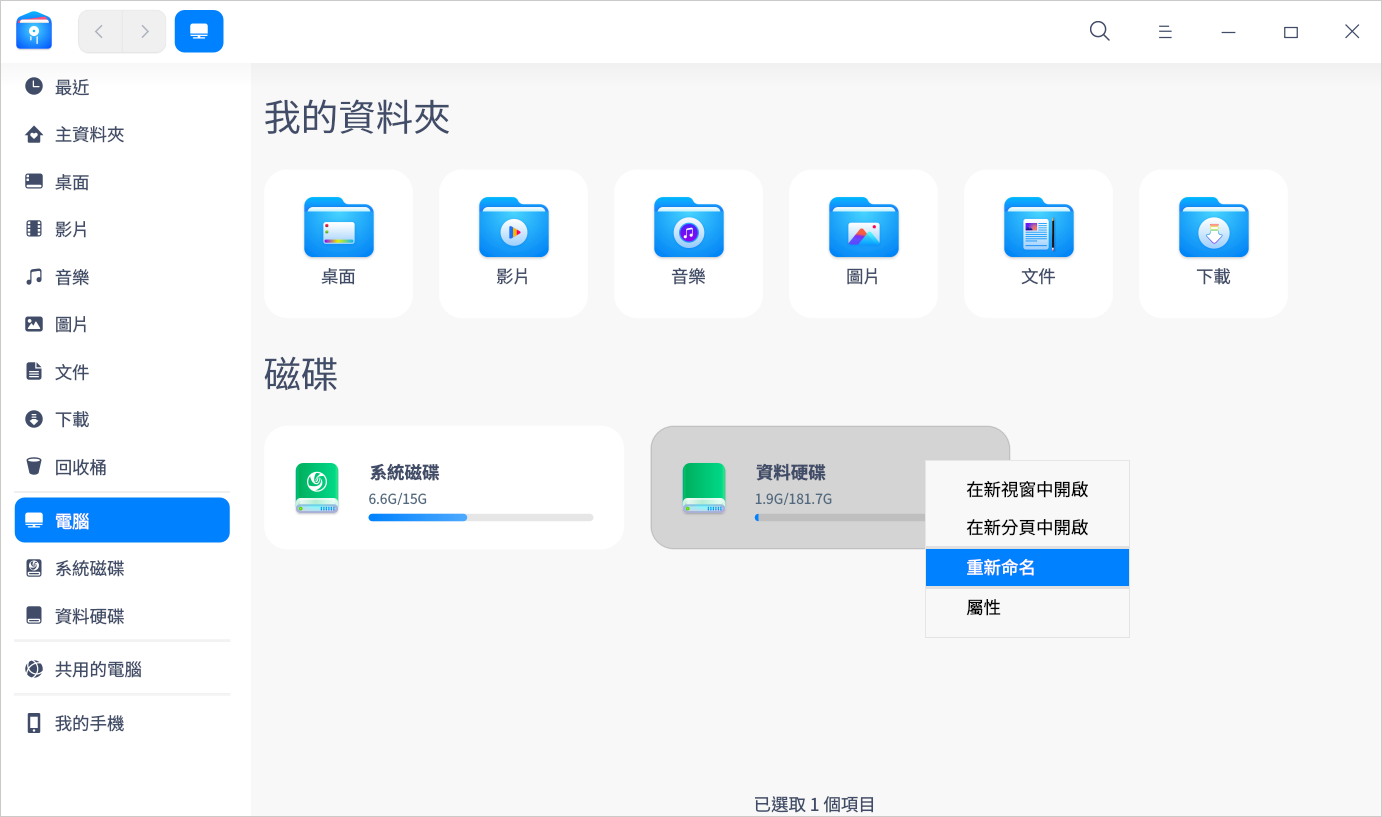 最近
主資料夾
桌面
影片
音樂
圖片
文件
下載
回收桶
電腦
系統磁碟
資料硬碟
共用的電腦
我的手機
我的資料夾
桌面
影片
音樂
圖片
文件
下載
磁碟
系統磁碟
6.6G/15G
資料硬碟
1.9G/181.7G
在新視窗中開啟
在新分頁中開啟
重新命名
屬性
已選取 1 個項目